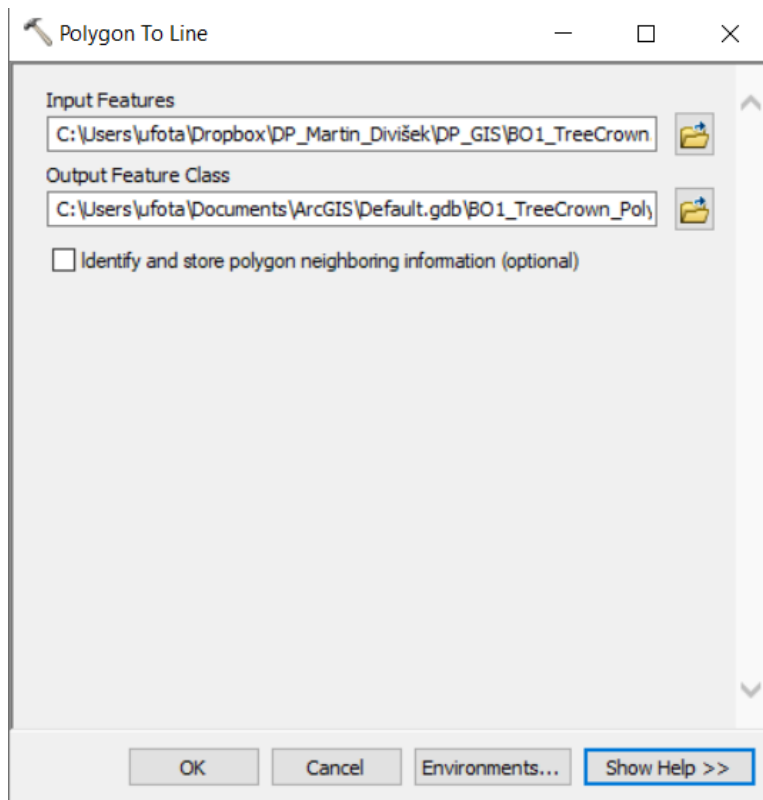 Polygon To Line
Input Features
C:\Users\ufota\Dropbox\DP_Martin_Divišek\DP_GIS\BO1_TreeCrown.
Output Feature Class
C:\Users\ufota\Documents\ArcGIS\Default.gdb\BO1_TreeCrown_Poly
Identify and store polygon neighboring information (optional)
OK Cancel Environments... Show Help >>